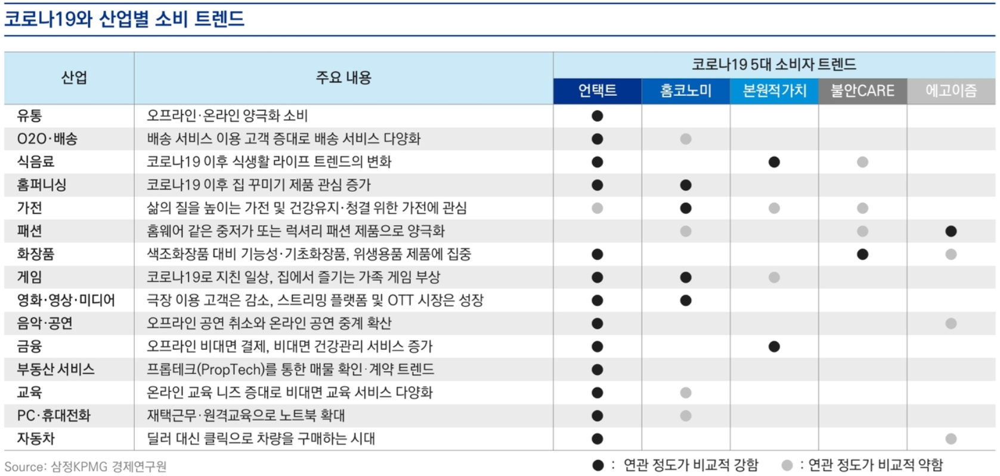 코로나19와 산업별 소비 트렌드
산업 주요 내용 코로나19 5대 소비자 트렌드
언택트 홈코노미 본원적가치 불안CARE 에고이즘
유통 오프라인·온라인 양극화 소비 ●
O2O·배송 배송 서비스 이용 고객 증대로 배송 서비스 다양화 ● ●
식음료 코로나19 이후 식생활 라이프 트렌드의 변화 ● ● ●
홈퍼니싱 코로나19 이후 집 꾸미기 제품 관심 증가 ● ●
가전 삶의 질을 높이는 가전 및 건강유지·청결 위한 가전에 관심 ● ● ● ●
패션 홈웨어 같은 중저가 또는 럭셔리 패션 제품으로 양극화 ● ● ●
화장품 색조화장품 대비 기능성·기초화장품, 위생용품 제품에 집중 ● ● ●
게임 코로나19로 지친 일상, 집에서 즐기는 가족 게임 부상 ● ● ●
영화·영상·미디어 극장 이용 고객은 감소, 스트리밍 플랫폼 및 OTT 시장은 성장 ● ●
음악·공연 오프라인 공연 취소와 온라인 공연 중계 확산 ● ●
금융 오프라인 비대면 결제, 비대면 건강관리 서비스 증가 ● ●
부동산 서비스 프롭테크(PropTech)를 통한 매물 확인·계약 트렌드 ●
교육 온라인 교육 니즈 증대로 비대면 교육 서비스 다양화 ● ●
PC·휴대전화 재택근무·원격교육으로 노트북 확대 ● ●
자동차 딜러 대신 클릭으로 차량을 구매하는 시대 ● ●
Source: 삼정KPMG 경제연구원 ● : 연관 정도가 비교적 강함 ● : 연관 정도가 비교적 약함